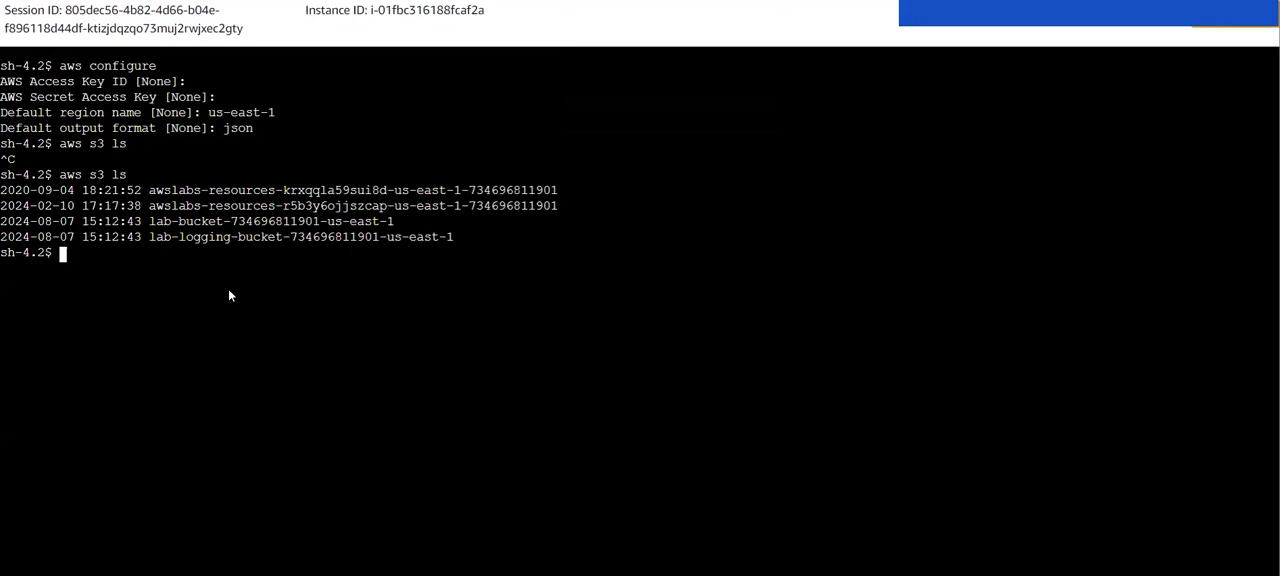 Session ID: 805dec56-4b82-4d66-b04e-
f896118d44df-ktizjdqzqo73muj2rwjxec2gty
Instance ID: i-01fbc316188fcaf2a
sh-4.2$ aws configure
AWS Access Key ID [None]:
AWS Secret Access Key [None]:
Default region name [None]: us-east-1
Default output format [None]: json
sh-4.2$ aws s3 ls
^C
sh-4.2$ aws s3 ls
2020-09-04 18:21:52 awslabs-resources-krxqqla59sui8d-us-east-1-734696811901
2024-02-10 17:17:38 awslabs-resources-r5b3y6ojjszcap-us-east-1-734696811901
2024-08-07 15:12:43 lab-bucket-734696811901-us-east-1
2024-08-07 15:12:43 lab-logging-bucket-734696811901-us-east-1
sh-4.2$